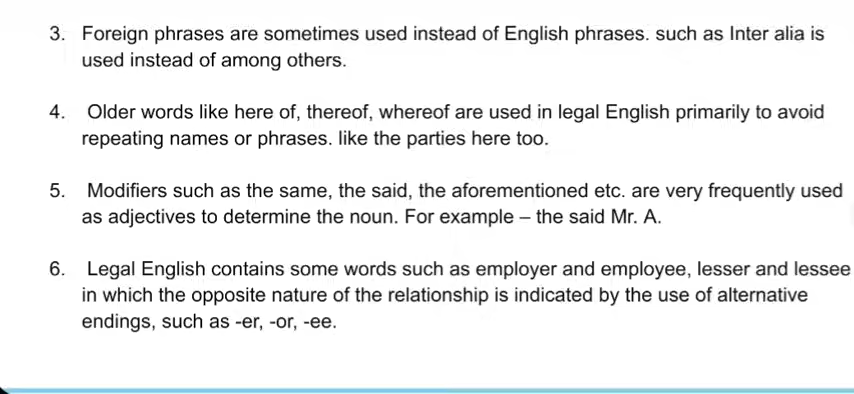 3. Foreign phrases are sometimes used instead of English phrases. such as Inter alia is
used instead of among others.
4. Older words like here of, thereof, whereof are used in legal English primarily to avoid
repeating names or phrases. like the parties here too.
5. Modifiers such as the same, the said, the aforementioned etc. are very frequently used
as adjectives to determine the noun. For example – the said Mr. A.
6. Legal English contains some words such as employer and employee, lesser and lessee
in which the opposite nature of the relationship is indicated by the use of alternative
endings, such as -er, -or, -ee.